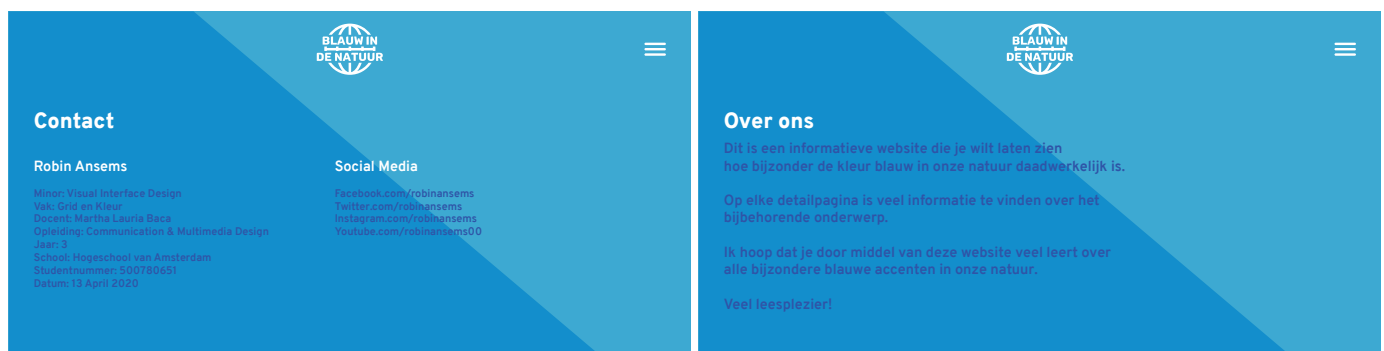 BLAUW IN
DE NATUUR
Contact
Robin Ansems
Minor: Visual Interface Design
Vak: Grid en Kleur
Docent: Martha Lauria Baca
Opleiding: Communication & Multimedia Design
Jaar: 3
School: Hogeschool van Amsterdam
Studentnummer: 500780651
Datum: 13 April 2020
Social Media
Facebook.com/robinansems
Twitter.com/robinansems
Instagram.com/robinansems
Youtube.com/robinansems00
BLAUW IN
DE NATUUR
Over ons
Dit is een informatieve website die je wilt laten zien
hoe bijzonder de kleur blauw in onze natuur daadwerkelijk is.
Op elke detailpagina is veel informatie te vinden over het
bijbehorende onderwerp.
Ik hoop dat je door middel van deze website veel leert over
alle bijzondere blauwe accenten in onze natuur.
Veel leesplezier!